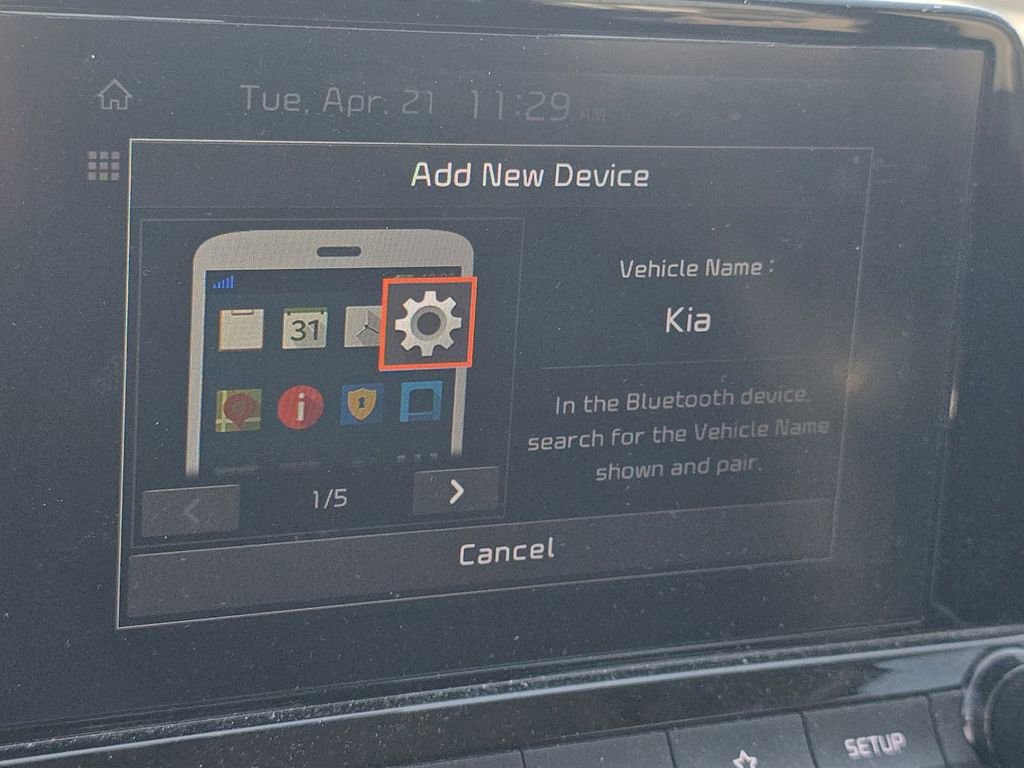 Tue, Apr. 21 11:29 AM
Add New Device
31
i
Vehicle Name :
Kia
In the Bluetooth device,
search for the Vehicle Name
shown and pair.
1/5
Cancel
SETUP